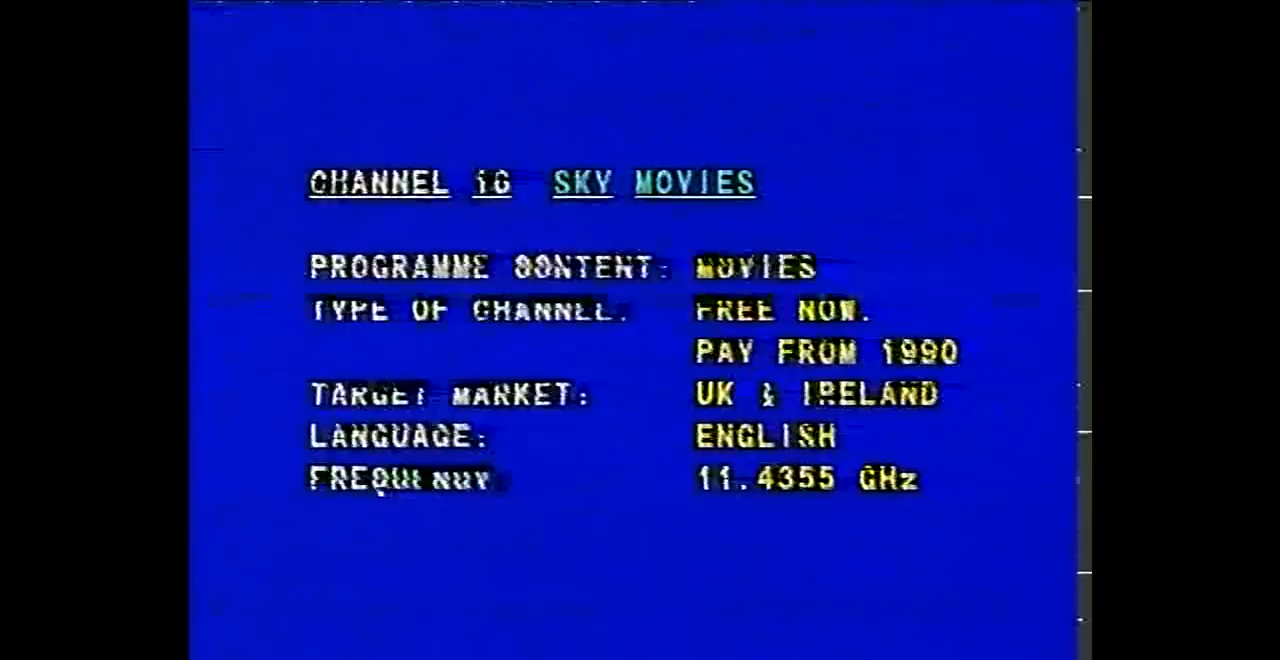 CHANNEL 16 SKY MOVIES
PROGRAMME CONTENT: MOVIES
TYPE OF CHANNEL: FREE NOW.
PAY FROM 1990
TARGET MARKET: UK & IRELAND
LANGUAGE: ENGLISH
FREQUENCY: 11.4355 GHz